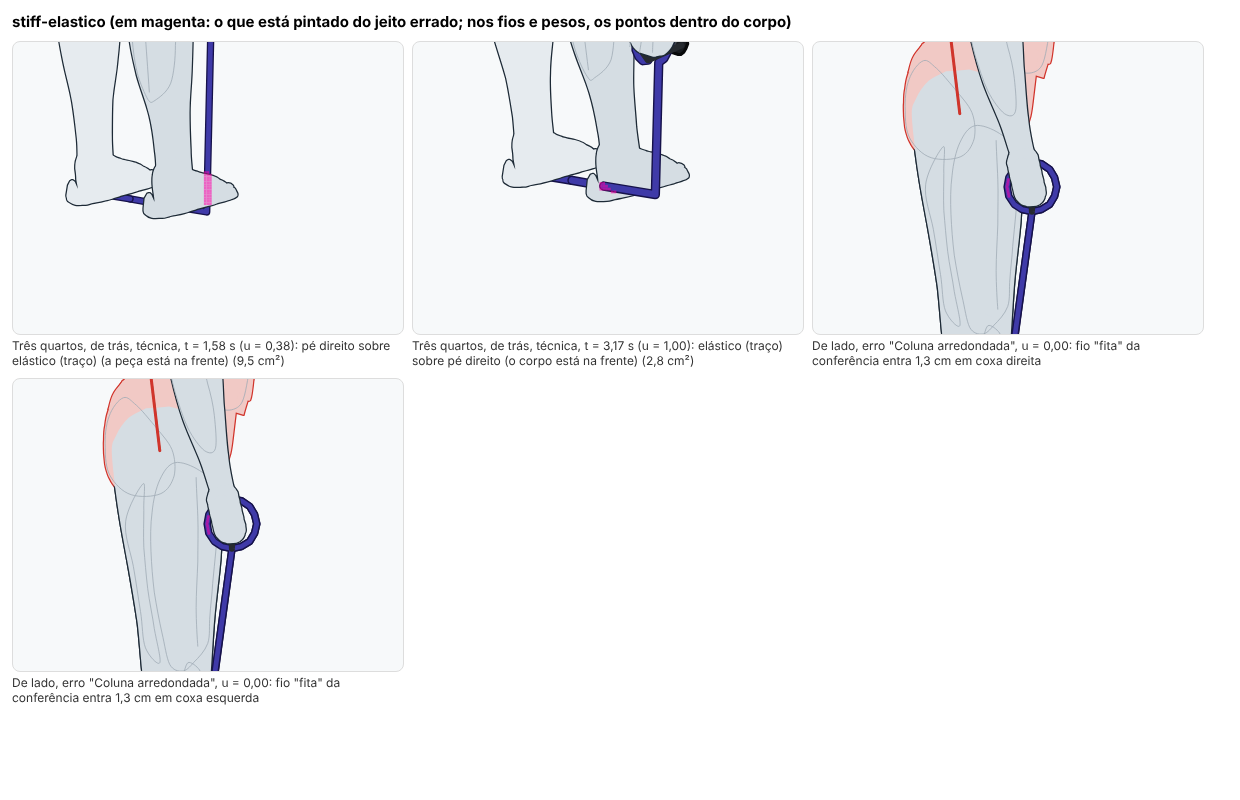 stiff-elastico (em magenta: o que está pintado do jeito errado; nos fios e pesos, os pontos dentro do corpo)
Três quartos, de trás, técnica, t = 1,58 s (u = 0,38): pé direito sobre
elástico (traço) (a peça está na frente) (9,5 cm²)
Três quartos, de trás, técnica, t = 3,17 s (u = 1,00): elástico (traço)
sobre pé direito (o corpo está na frente) (2,8 cm²)
De lado, erro "Coluna arredondada", u = 0,00: fio "fita" da
conferência entra 1,3 cm em coxa direita
De lado, erro "Coluna arredondada", u = 0,00: fio "fita" da
conferência entra 1,3 cm em coxa esquerda